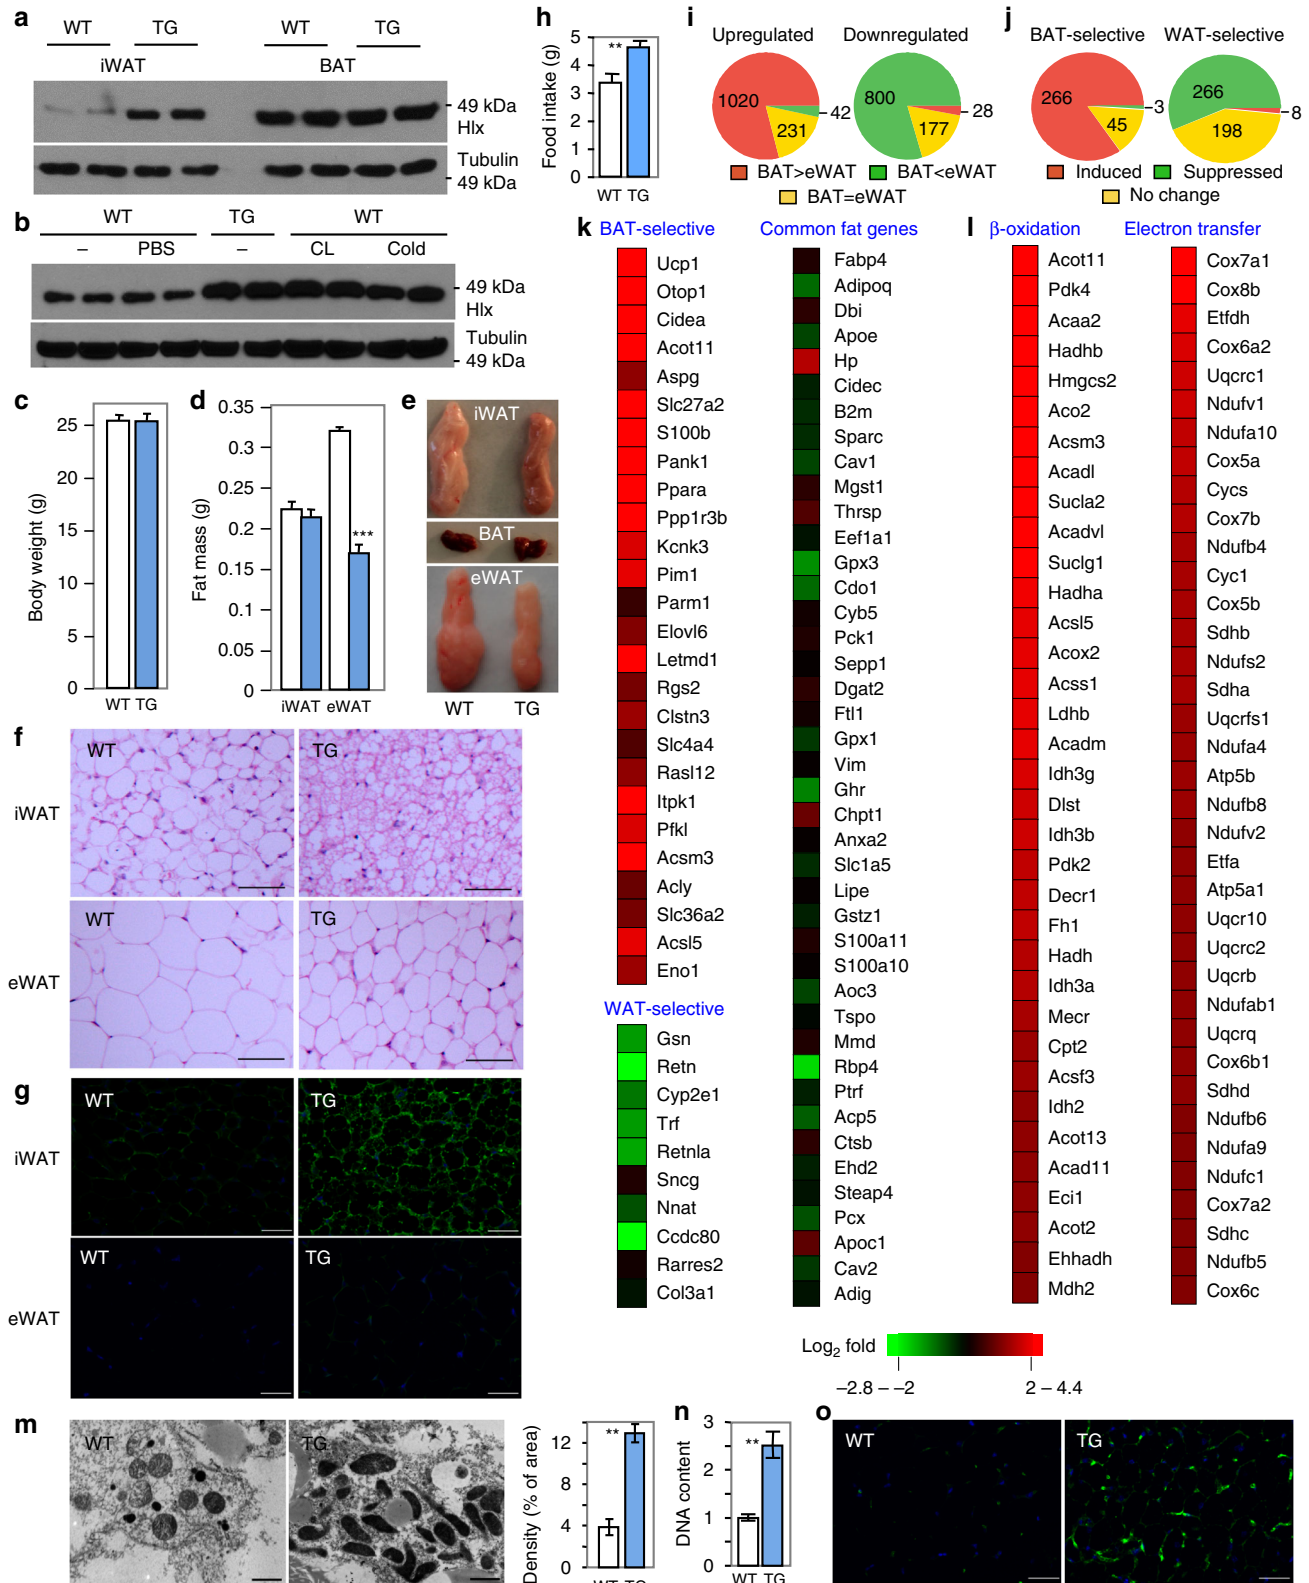 a
WT TG WT TG
iWAT BAT
49 kDa
Hlx
Tubulin
49 kDa
b
WT TG WT
– PBS – CL Cold
49 kDa
Hlx
Tubulin
49 kDa
c
Body weight (g)
25
20
15
10
5
0
WT TG
d
Fat mass (g)
0.35
0.3
0.25
0.2
0.15
0.1
0.05
0
***
iWAT eWAT
e
iWAT
BAT
eWAT
WT TG
f
WT TG
iWAT
WT TG
eWAT
g
WT TG
iWAT
WT TG
eWAT
h
Food intake (g)
5
4
3
2
1
0
**
WT TG
i
Upregulated Downregulated
1020 231 42
800 177 28
BAT>eWAT BAT<eWAT
BAT=eWAT
j
BAT-selective WAT-selective
266 45 3
266 198 8
Induced Suppressed
No change
k
BAT-selective
Ucp1
Otop1
Cidea
Acot11
Aspg
Slc27a2
S100b
Pank1
Ppara
Ppp1r3b
Kcnk3
Pim1
Parm1
Elovl6
Letmd1
Rgs2
Clstn3
Slc4a4
Rasl12
Itpk1
Pfkl
Acsm3
Acly
Slc36a2
Acsl5
Eno1
WAT-selective
Gsn
Retn
Cyp2e1
Trf
Retnla
Sncg
Nnat
Ccdc80
Rarres2
Col3a1
Common fat genes
Fabp4
Adipoq
Dbi
Apoe
Hp
Cidec
B2m
Sparc
Cav1
Mgst1
Thrsp
Eef1a1
Gpx3
Cdo1
Cyb5
Pck1
Sepp1
Dgat2
Ftl1
Gpx1
Vim
Ghr
Chpt1
Anxa2
Slc1a5
Lipe
Gstz1
S100a11
S100a10
Aoc3
Tspo
Mmd
Rbp4
Ptrf
Acp5
Ctsb
Ehd2
Steap4
Pcx
Apoc1
Cav2
Adig
l
β-oxidation
Acot11
Pdk4
Acaa2
Hadhb
Hmgcs2
Aco2
Acsm3
Acadl
Sucla2
Acadvl
Suclg1
Hadha
Acsl5
Acox2
Acss1
Ldhb
Acadm
Idh3g
Dlst
Idh3b
Pdk2
Decr1
Fh1
Hadh
Idh3a
Mecr
Cpt2
Acsf3
Idh2
Acot13
Acad11
Eci1
Acot2
Ehhadh
Mdh2
Electron transfer
Cox7a1
Cox8b
Etfdh
Cox6a2
Uqcrc1
Ndufv1
Ndufa10
Cox5a
Cycs
Cox7b
Ndufb4
Cyc1
Cox5b
Sdhb
Ndufs2
Sdha
Uqcrfs1
Ndufa4
Atp5b
Ndufb8
Ndufv2
Etfa
Atp5a1
Uqcr10
Uqcrc2
Uqcrb
Ndufab1
Uqcrq
Cox6b1
Sdhd
Ndufb6
Ndufa9
Ndufc1
Cox7a2
Sdhc
Ndufb5
Cox6c
Log2 fold
–2.8 – –2 2 – 4.4
m
WT TG
Density (% of area)
12
8
4
0
**
WT TG
n
DNA content
3
2
1
0
**
WT TG
o
WT TG